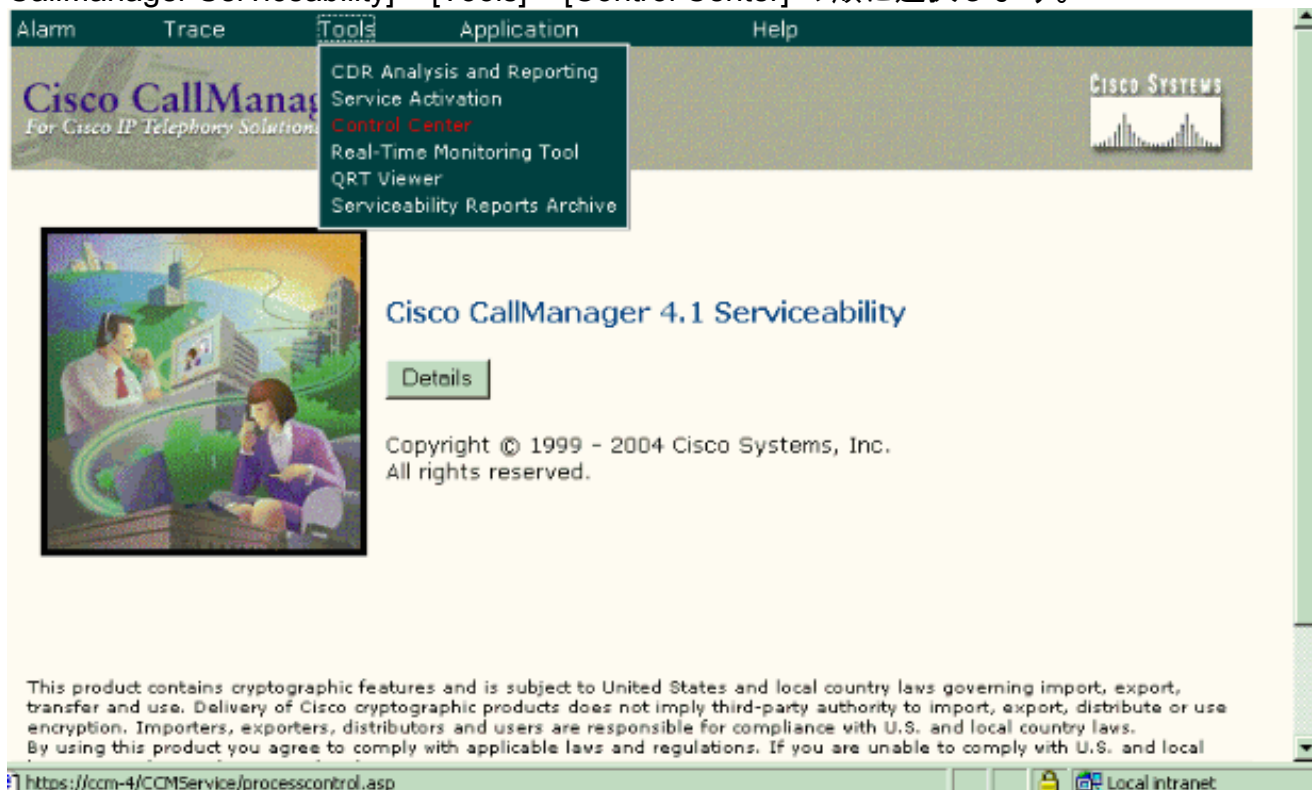 Alarm Trace Tools Application Help
CDR Analysis and Reporting
Service Activation
Control Center
Real-Time Monitoring Tool
QRT Viewer
Serviceability Reports Archive
Cisco CallManag
For Cisco IP Telephony Solution
CISCO SYSTEMS
Cisco CallManager 4.1 Serviceability
Details
Copyright © 1999 - 2004 Cisco Systems, Inc.
All rights reserved.
This product contains cryptographic features and is subject to United States and local country laws governing import, export,
transfer and use. Delivery of Cisco cryptographic products does not imply third-party authority to import, export, distribute or use
encryption. Importers, exporters, distributors and users are responsible for compliance with U.S. and local country laws.
By using this product you agree to comply with applicable laws and regulations. If you are unable to comply with U.S. and local
https://ccm-4/CCMService/processcontrol.asp
Local intranet